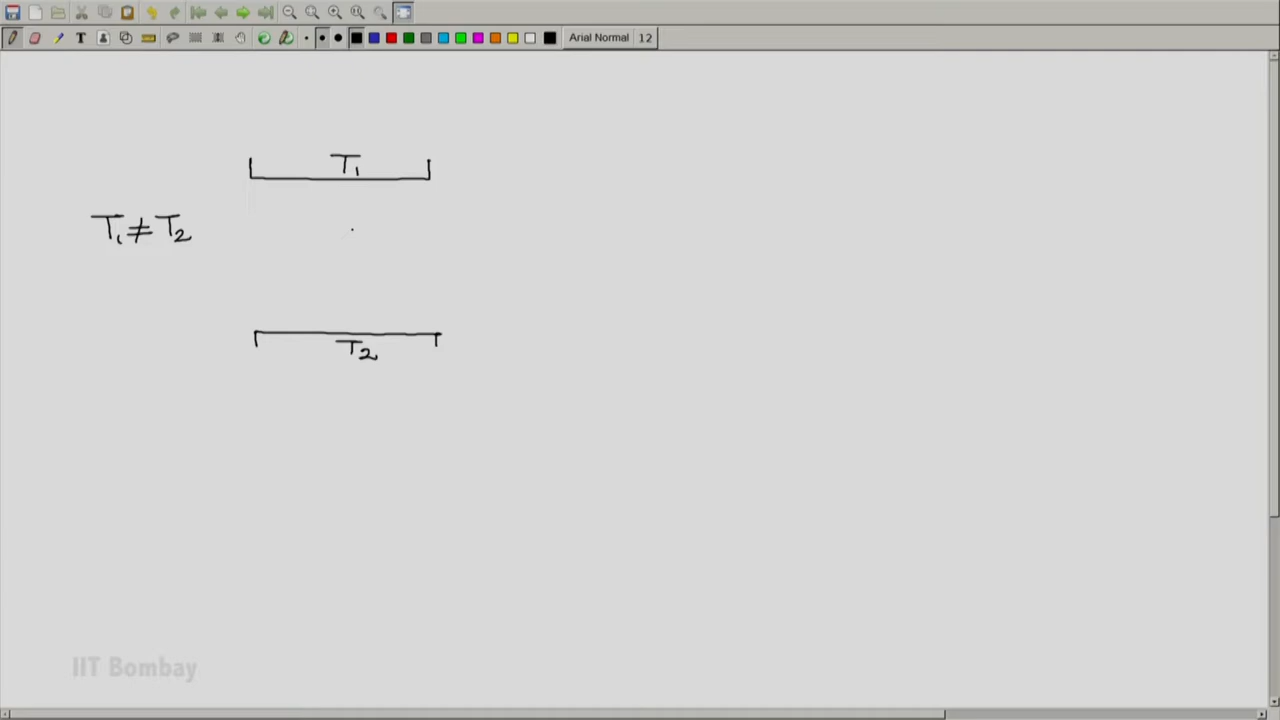 Arial Normal 12
T₁
T₁ ≠ T₂
T₂
IIT Bombay